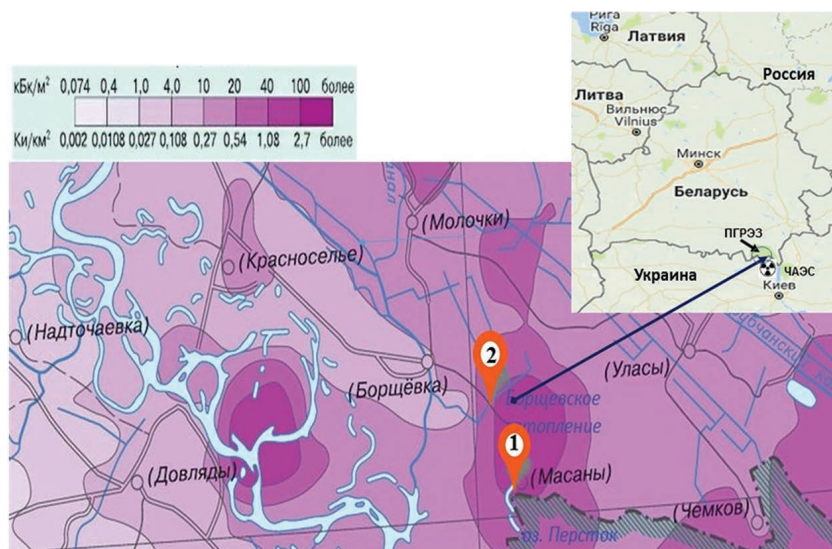 кБк/м² 0,074 0,4 1,0 4,0 10 20 40 100 более
Ки/км² 0,002 0,0108 0,027 0,108 0,27 0,54 1,08 2,7 более
Рига
Rīga
ЛАТВИЯ
Россия
ЛИТВА
Вильнюс
Vilnius
Минск
Беларусь
ПГРЭЗ
Украина
ЧАЭС
Киев
(Молочки)
(Красноселье)
(Надточаевка)
2
(Борщёвка)
(Уласы)
1
(Масаны)
(Довляды)
(Чемков)
оз. Персток